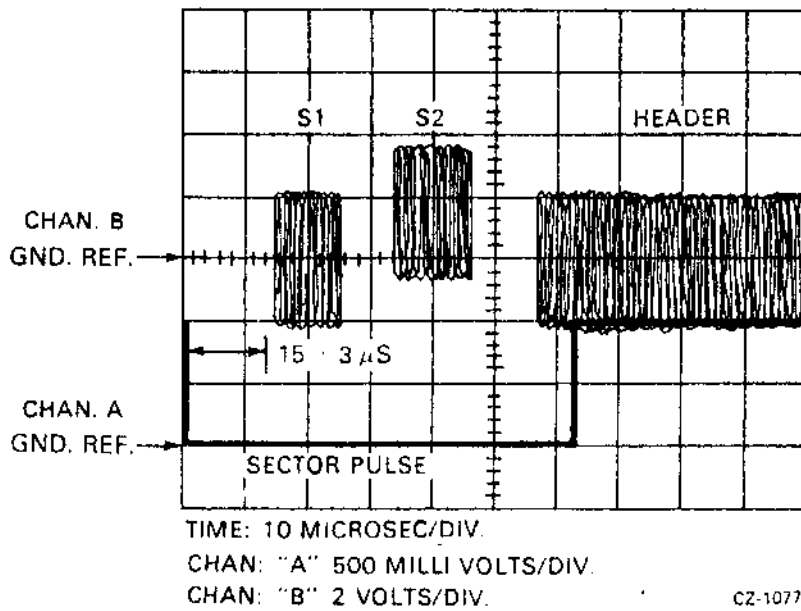 S1
S2
HEADER
CHAN. B
GND. REF.
15 · 3 μS
CHAN. A
GND. REF.
SECTOR PULSE
TIME: 10 MICROSEC/DIV.
CHAN: "A" 500 MILLI VOLTS/DIV.
CHAN: "B" 2 VOLTS/DIV.
CZ-1077